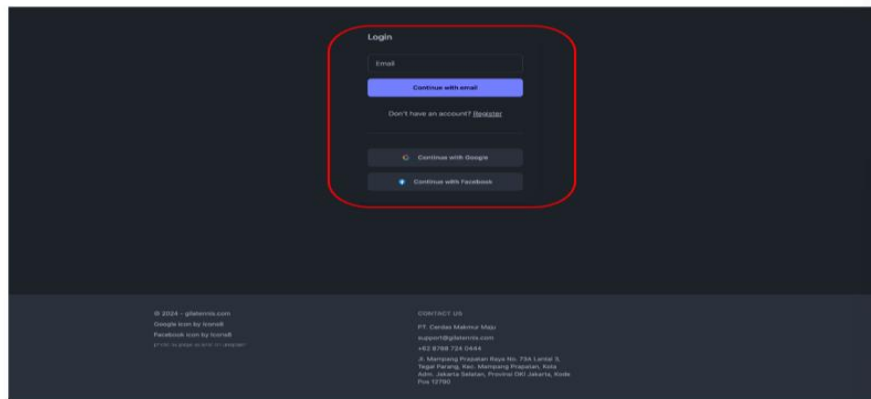 Login
Email
Continue with email
Don't have an account? Register
Continue with Google
Continue with Facebook
© 2024 - gilatennis.com
Google icon by Icons8
Facebook icon by Icons8
CONTACT US
PT. Cerdas Makmur Maju
support@gilatennis.com
+62 8788 724 0444
Jl. Mampang Prapatan Raya No. 73A Lantai 5,
Tegal Parang, Kec. Mampang Prapatan, Kota
Adm. Jakarta Selatan, Provinsi DKI Jakarta, Kode
Pos 12790